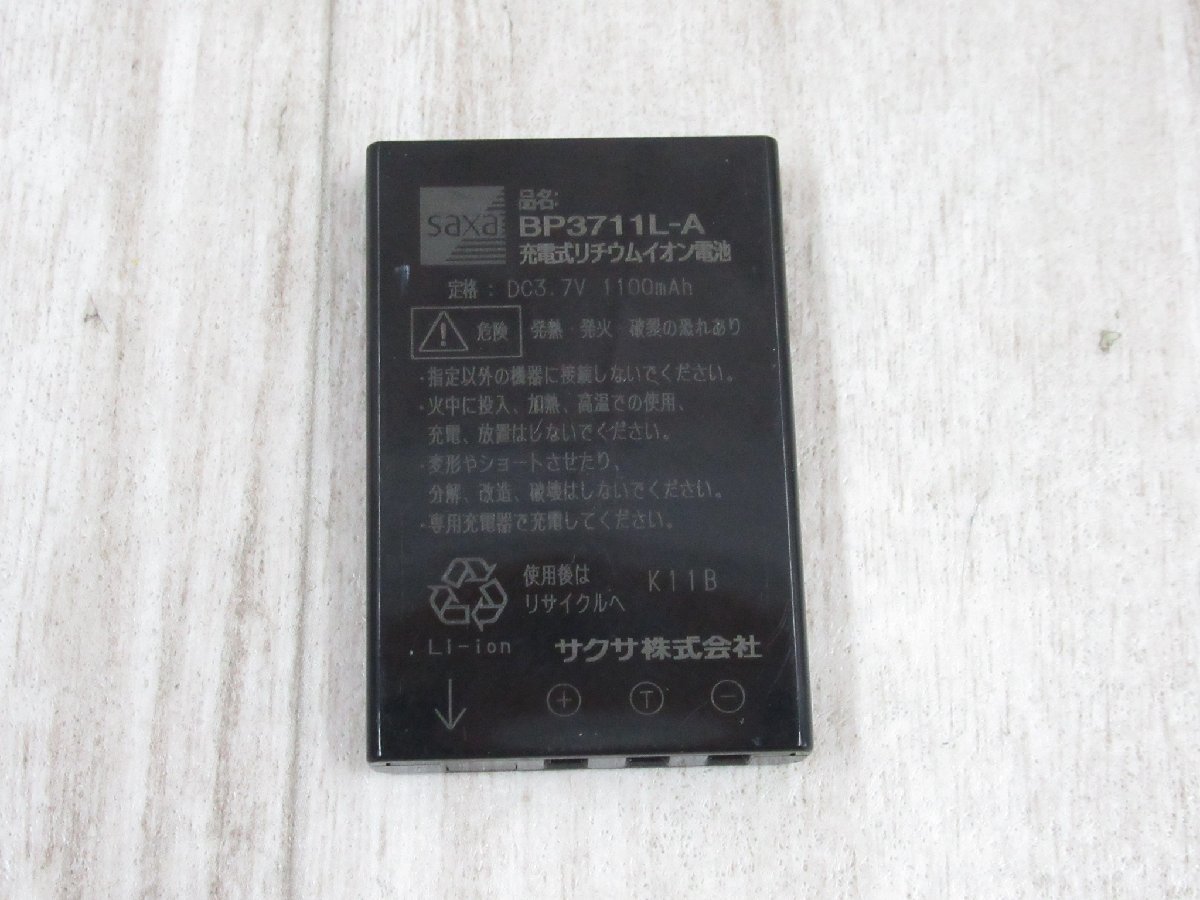 saxa
品名:
BP3711L-A
充電式リチウムイオン電池
定格 : DC3.7V 1100mAh
危険 発熱・発火・破裂の恐れあり
・指定以外の機器に接続しないでください。
・火中に投入、加熱、高温での使用、
充電、放置はしないでください。
・変形やショートさせたり、
分解、改造、破壊はしないでください。
・専用充電器で充電してください。
使用後は
リサイクルへ
K11B
Li-ion
サクサ株式会社
+ T −